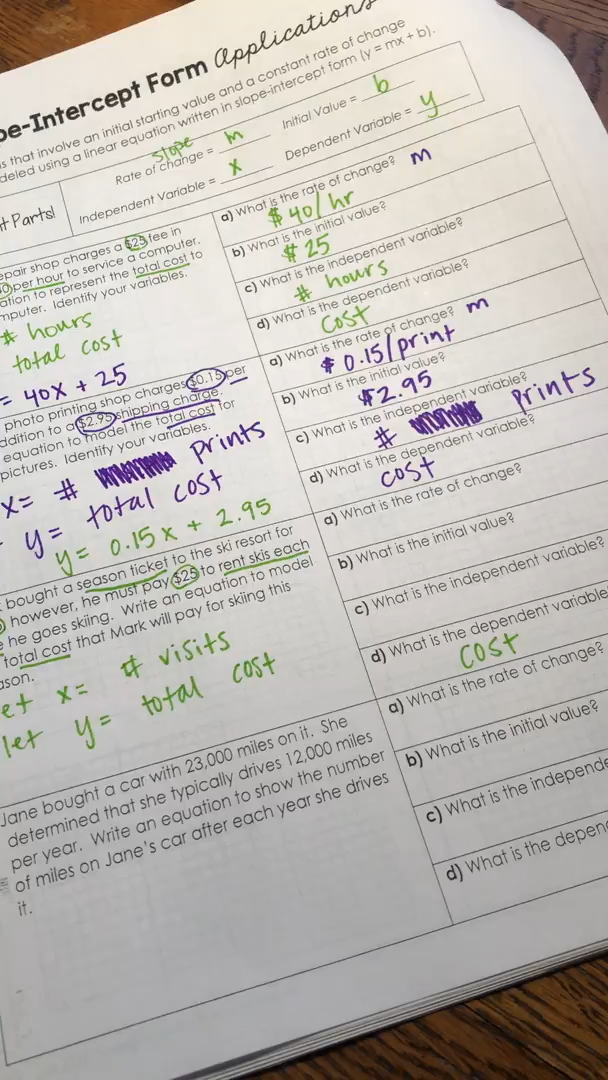 pe-Intercept Form Applications
s that involve an initial starting value and a constant rate of change
deled using a linear equation written in slope-intercept form (y = mx + b).
nt Parts!
slope
Rate of change = m
Initial Value = b
Independent Variable = x
Dependent Variable = y
epair shop charges a $25 fee in
per hour to service a computer.
ation to represent the total cost to
mputer. Identify your variables.
# hours
total cost
= 40x + 25
a) What is the rate of change? m
$40/hr
b) What is the initial value?
$25
c) What is the independent variable?
# hours
d) What is the dependent variable?
cost
photo printing shop charges $0.15 per
ddition to a $2.95 shipping charge.
equation to model the total cost for
pictures. Identify your variables.
x = # prints
y = total cost
y = 0.15x + 2.95
a) What is the rate of change? m
$0.15/print
b) What is the initial value?
$2.95
c) What is the independent variable?
# prints
d) What is the dependent variable?
cost
bought a season ticket to the ski resort for
however, he must pay $25 to rent skis each
e he goes skiing. Write an equation to model
total cost that Mark will pay for skiing this
ason.
et x = # visits
let y = total cost
a) What is the rate of change?
b) What is the initial value?
c) What is the independent variable?
d) What is the dependent variable
cost
Jane bought a car with 23,000 miles on it. She
determined that she typically drives 12,000 miles
per year. Write an equation to show the number
of miles on Jane's car after each year she drives
it.
a) What is the rate of change?
b) What is the initial value?
c) What is the independe
d) What is the depen